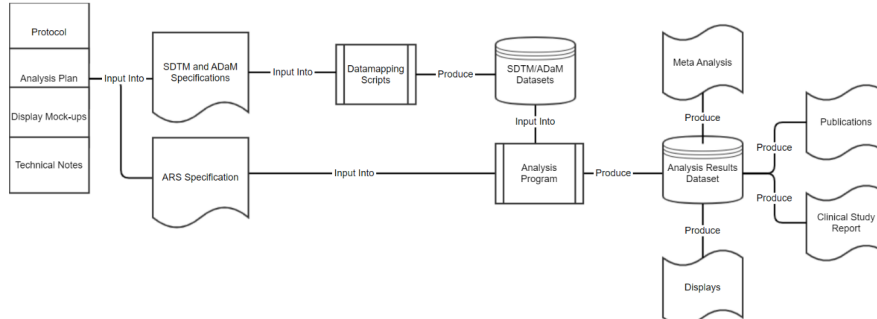 Protocol
Analysis Plan
Display Mock-ups
Technical Notes
Input Into
SDTM and ADaM
Specifications
Input Into
Datamapping
Scripts
Produce
SDTM/ADaM
Datasets
Input Into
ARS Specification
Input Into
Analysis
Program
Produce
Analysis Results
Dataset
Produce
Meta Analysis
Produce
Publications
Produce
Clinical Study
Report
Produce
Displays